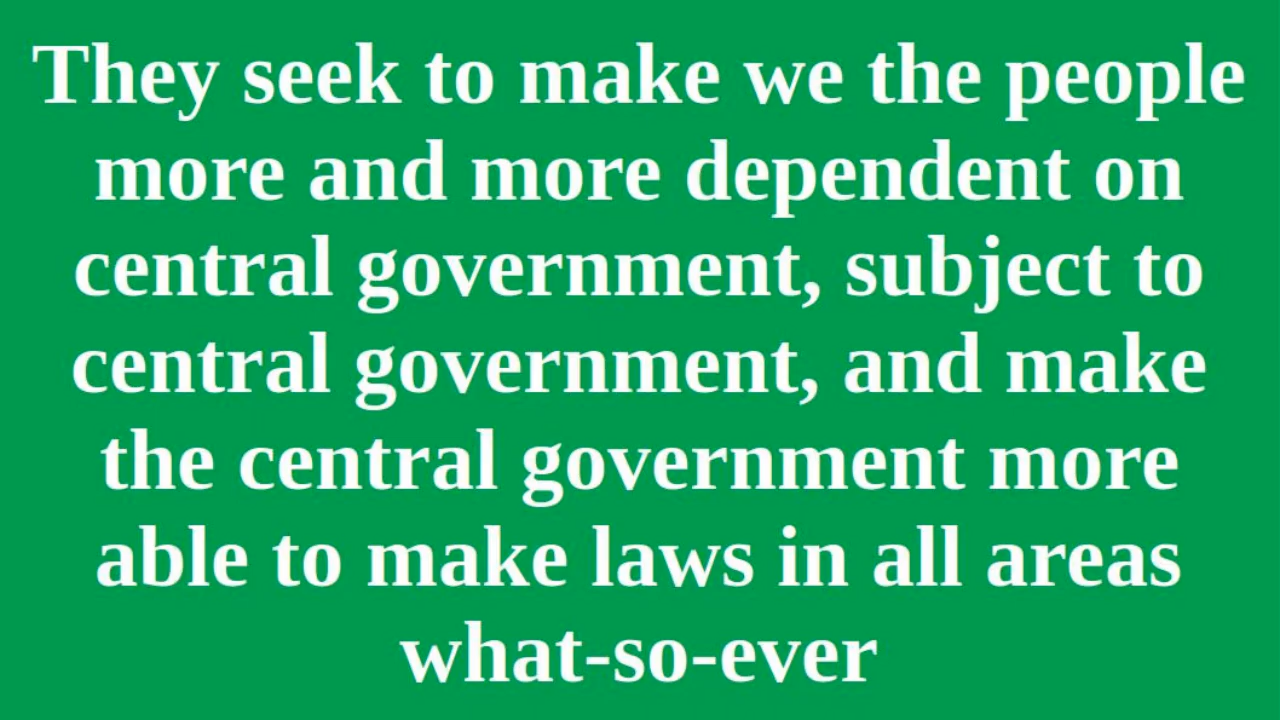 They seek to make we the people
more and more dependent on
central government, subject to
central government, and make
the central government more
able to make laws in all areas
what-so-ever